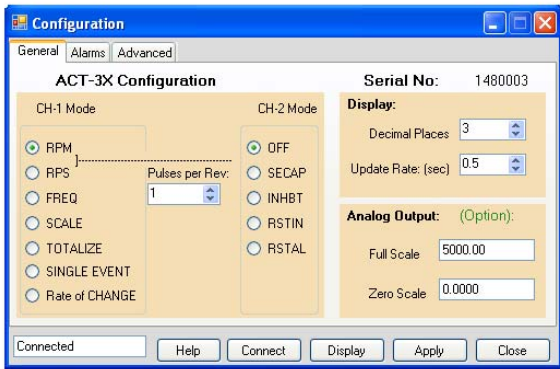 Configuration
General Alarms Advanced
ACT-3X Configuration
Serial No: 1480003
CH-1 Mode
CH-2 Mode
RPM
RPS
FREQ
SCALE
TOTALIZE
SINGLE EVENT
Rate of CHANGE
Pulses per Rev:
1
OFF
SECAP
INHBT
RSTIN
RSTAL
Display:
Decimal Places 3
Update Rate: (sec) 0.5
Analog Output: (Option):
Full Scale 5000.00
Zero Scale 0.0000
Connected Help Connect Display Apply Close